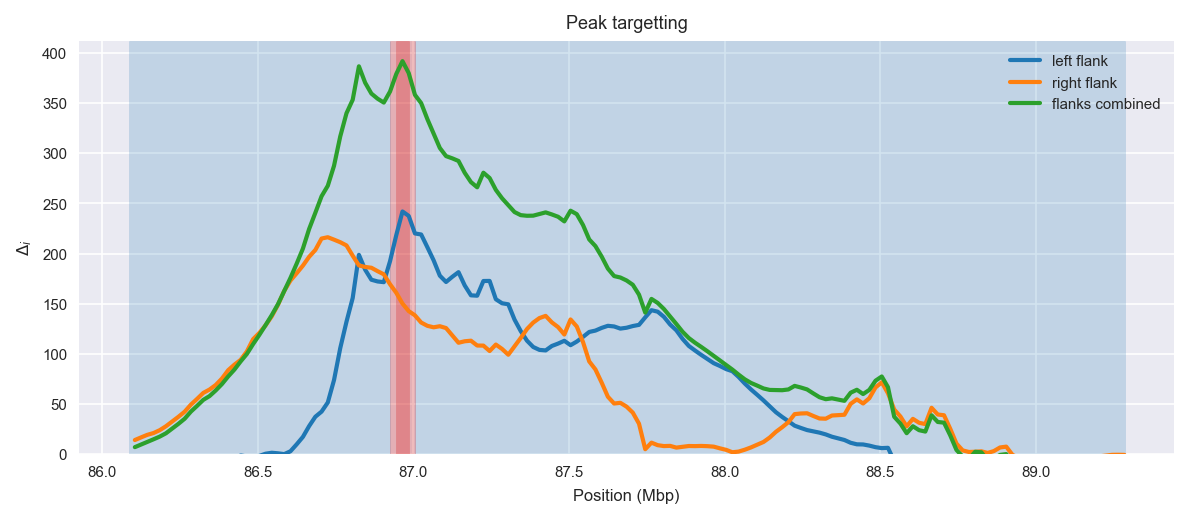 Peak targetting
400
350
300
250
200
150
100
50
0
Δi
left flank
right flank
flanks combined
86.0 86.5 87.0 87.5 88.0 88.5 89.0
Position (Mbp)